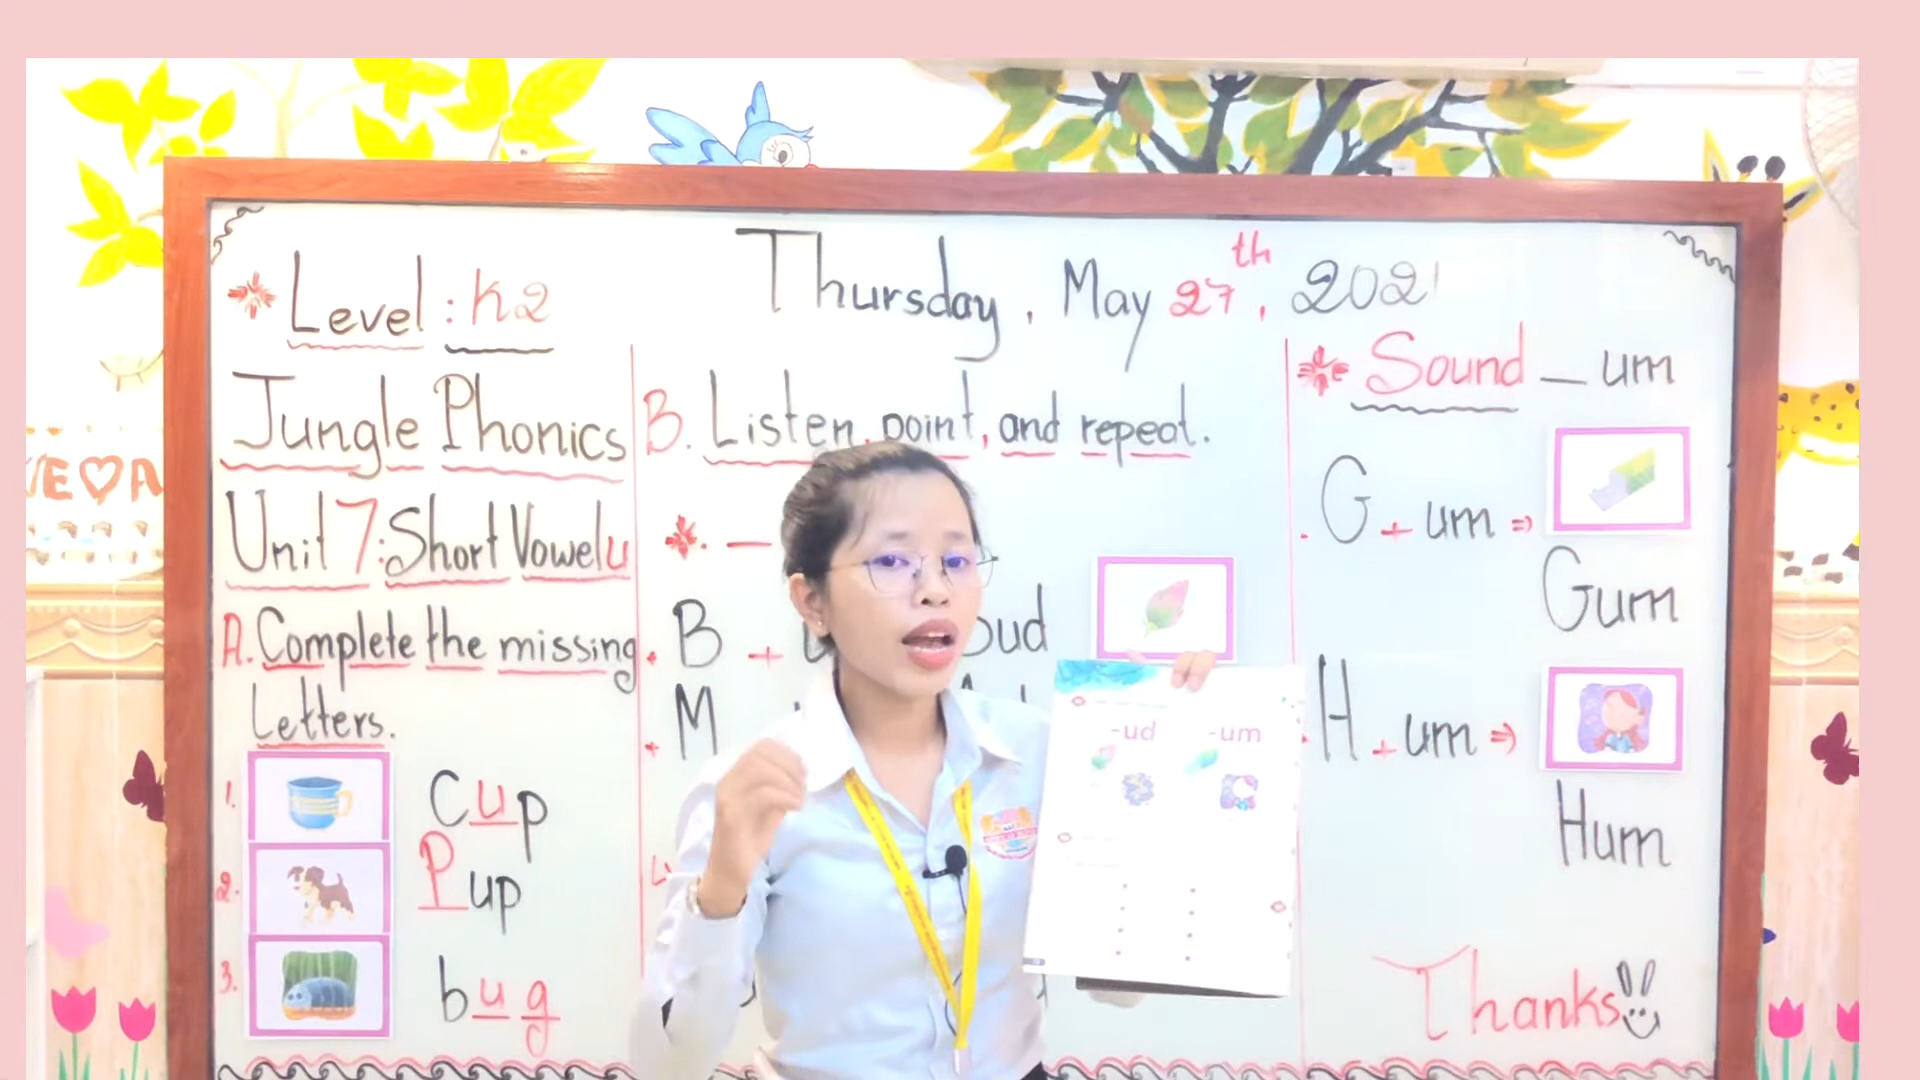 Thursday, May 27th, 2021
* Level: K2
Jungle Phonics
Unit 7: Short Vowel u
A. Complete the missing
Letters.
1. Cup
2. Pup
3. bug
B. Listen, point, and repeat.
B +
M
* Sound _ um
G + um ⇒
Gum
H + um ⇒
Hum
Thanks!!
-ud -um